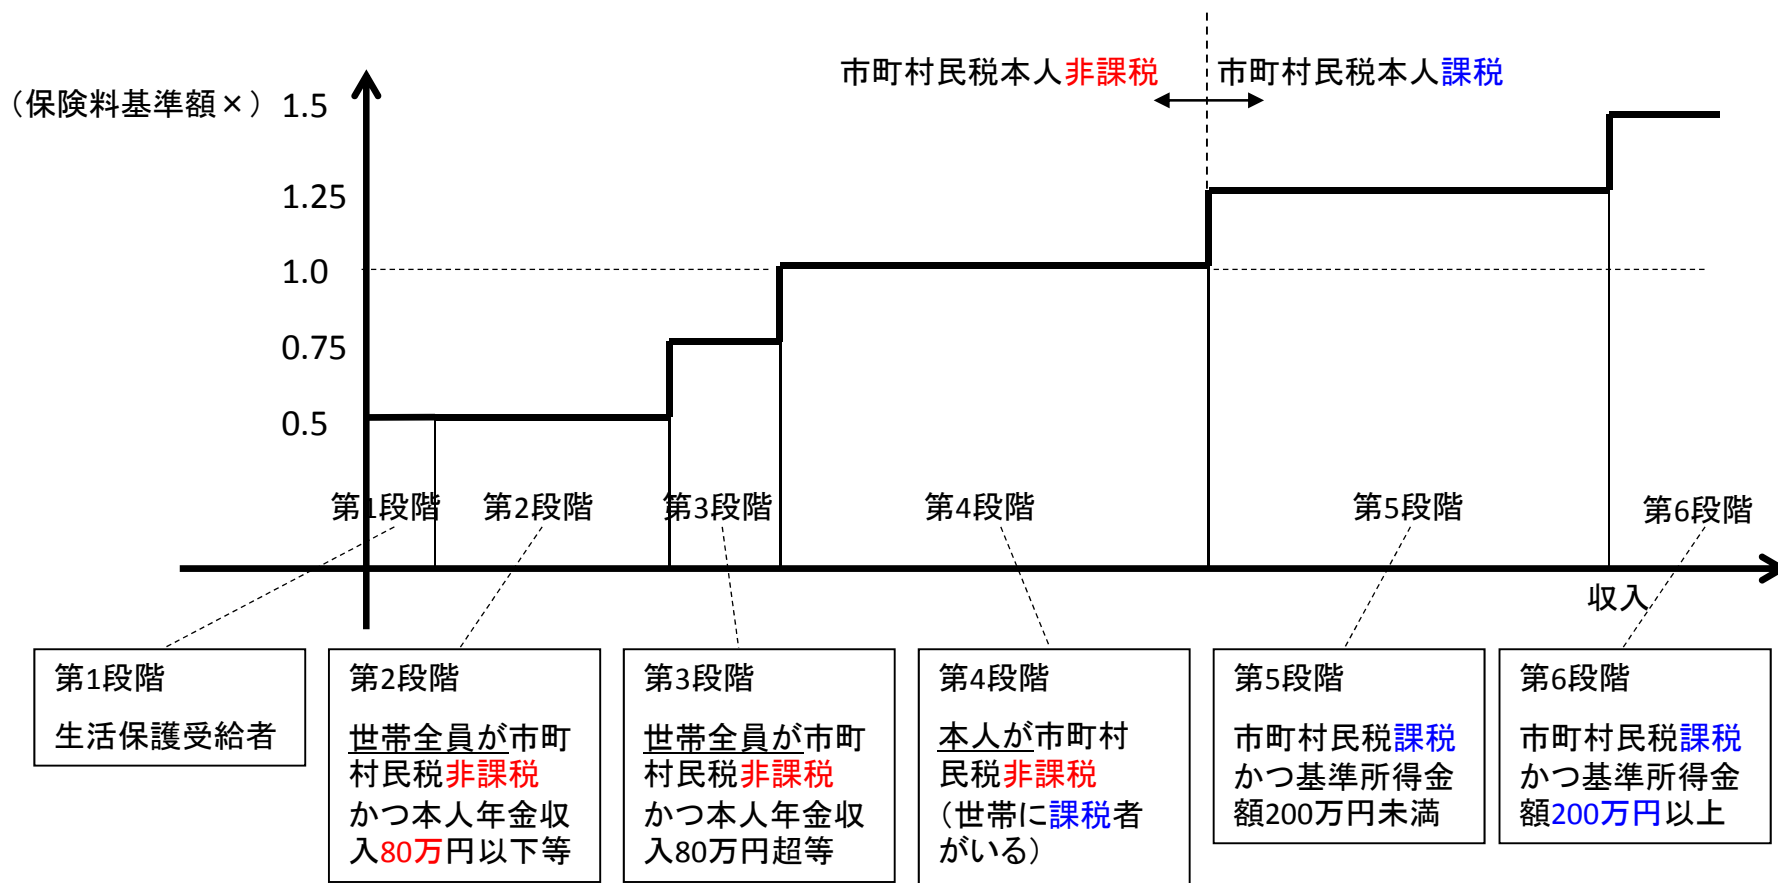 市町村民税本人非課税
市町村民税本人課税
（保険料基準額×）
1.5
1.25
1.0
0.75
0.5
第1段階
第2段階
第3段階
第4段階
第5段階
第6段階
収入
第1段階
生活保護受給者
第2段階
世帯全員が市町
村民税非課税
かつ本人年金収
入80万円以下等
第3段階
世帯全員が市町
村民税非課税
かつ本人年金収
入80万円超等
第4段階
本人が市町村
民税非課税
（世帯に課税者
がいる）
第5段階
市町村民税課税
かつ基準所得金
額200万円未満
第6段階
市町村民税課税
かつ基準所得金
額200万円以上